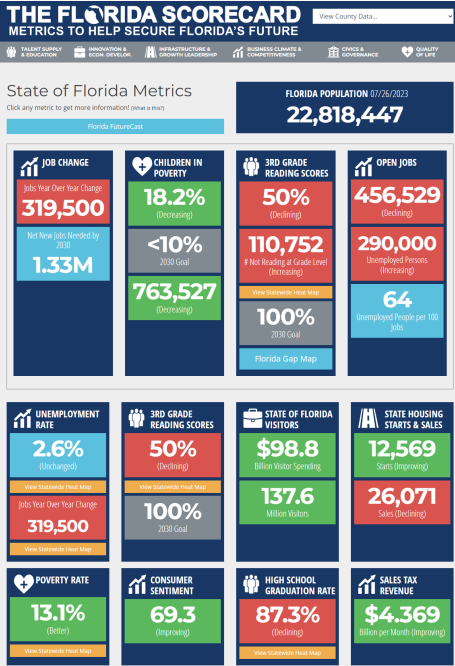 THE FLORIDA SCORECARD
METRICS TO HELP SECURE FLORIDA'S FUTURE
View County Data...
TALENT SUPPLY & EDUCATION
INNOVATION & ECON. DEVELOP.
INFRASTRUCTURE & GROWTH LEADERSHIP
BUSINESS CLIMATE & COMPETITIVENESS
CIVICS & GOVERNANCE
QUALITY OF LIFE
State of Florida Metrics
Click any metric to get more information! (What is this?)
Florida FutureCast
FLORIDA POPULATION 07/26/2023
22,818,447
JOB CHANGE
Jobs Year Over Year Change
319,500
Net New Jobs Needed by
2030
1.33M
CHILDREN IN
POVERTY
18.2%
(Decreasing)
<10%
2030 Goal
763,527
(Decreasing)
3RD GRADE
READING SCORES
50%
(Declining)
110,752
# Not Reading at Grade Level
(Increasing)
View Statewide Heat Map
100%
2030 Goal
Florida Gap Map
OPEN JOBS
456,529
(Declining)
290,000
Unemployed Persons
(Increasing)
64
Unemployed People per 100
Jobs
UNEMPLOYMENT
RATE
2.6%
(Unchanged)
View Statewide Heat Map
Jobs Year Over Year Change
319,500
View Statewide Heat Map
3RD GRADE
READING SCORES
50%
(Declining)
View Statewide Heat Map
100%
2030 Goal
STATE OF FLORIDA
VISITORS
$98.8
Billion Visitor Spending
137.6
Million Visitors
STATE HOUSING
STARTS & SALES
12,569
Starts (Improving)
26,071
Sales (Declining)
POVERTY RATE
13.1%
(Better)
View Statewide Heat Map
CONSUMER
SENTIMENT
69.3
(Improving)
HIGH SCHOOL
GRADUATION RATE
87.3%
(Declining)
View Statewide Heat Map
SALES TAX
REVENUE
$4.369
Billion per Month (Improving)